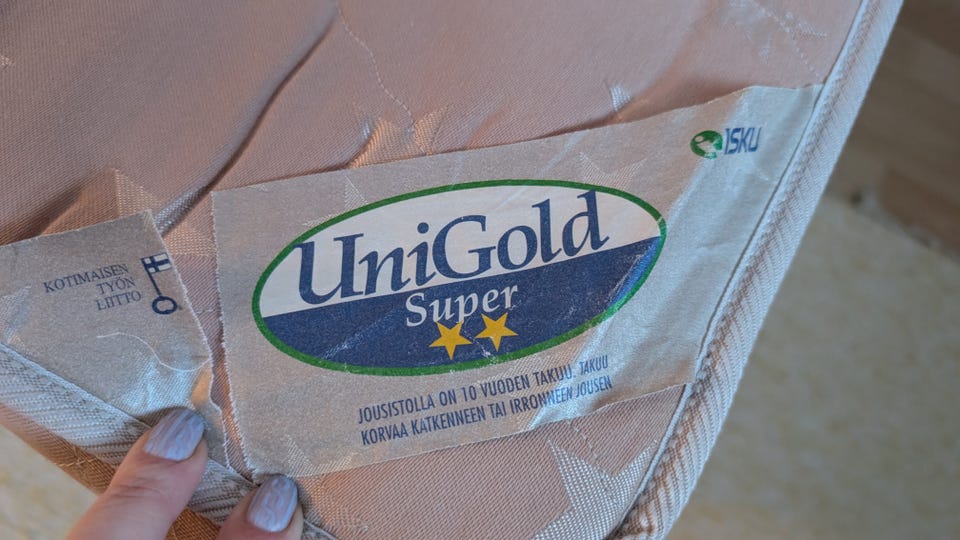 ISKU
UniGold
Super
JOUSISTOLLA ON 10 VUODEN TAKUU. TAKUU
KORVAA KATKENNEEN TAI IRRONNEEN JOUSEN
KOTIMAISEN
TYÖN
LIITTO